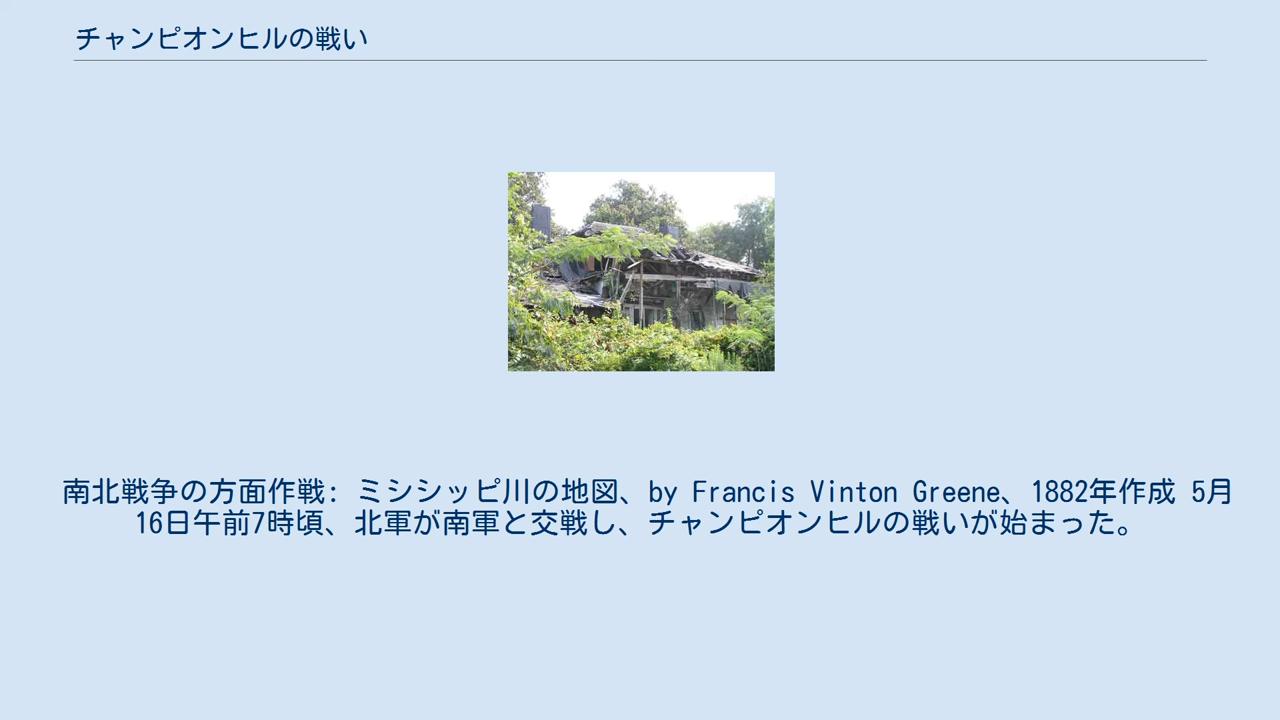 チャンピオンヒルの戦い
南北戦争の方面作戦: ミシシッピ川の地図、by Francis Vinton Greene、1882年作成 5月
16日午前7時頃、北軍が南軍と交戦し、チャンピオンヒルの戦いが始まった。